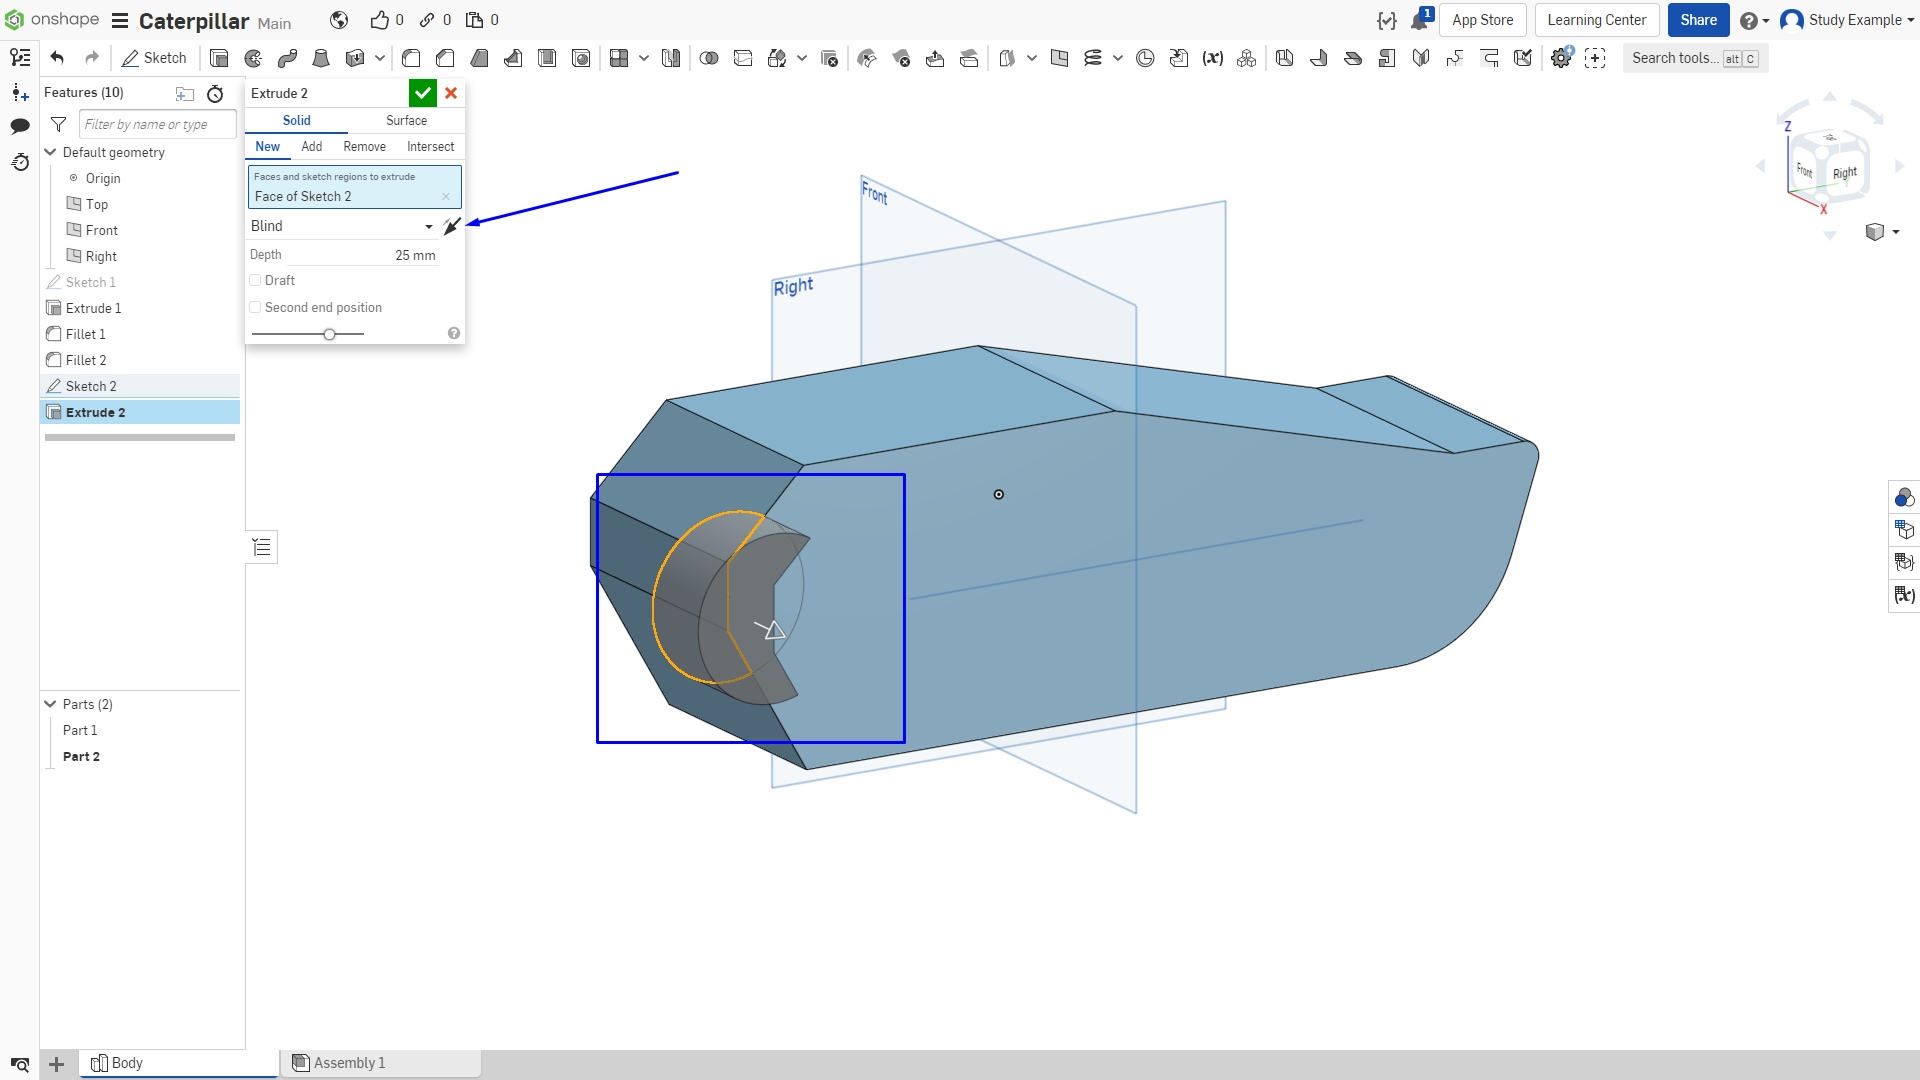 onshape Caterpillar Main 0 0 0 1 App Store Learning Center Share Study Example
Sketch (x) Search tools... alt C
Features (10)
Filter by name or type
Default geometry
Origin
Top
Front
Right
Sketch 1
Extrude 1
Fillet 1
Fillet 2
Sketch 2
Extrude 2
Parts (2)
Part 1
Part 2
Extrude 2
Solid Surface
New Add Remove Intersect
Faces and sketch regions to extrude
Face of Sketch 2
Blind
Depth 25 mm
Draft
Second end position
Front
Right
Z
Front Right
X
(x)
Body Assembly 1